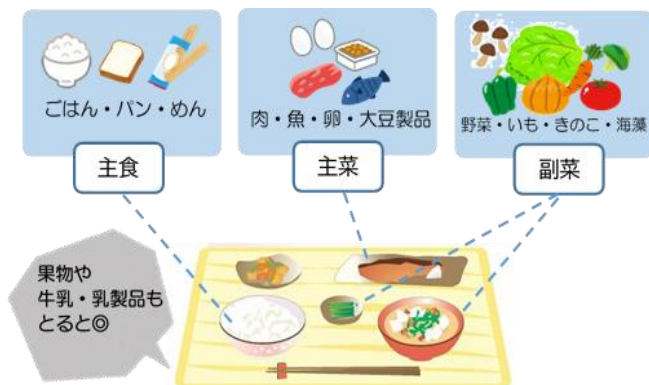 ごはん・パン・めん
肉・魚・卵・大豆製品
野菜・いも・きのこ・海藻
主食
主菜
副菜
果物や
牛乳・乳製品も
とると◎